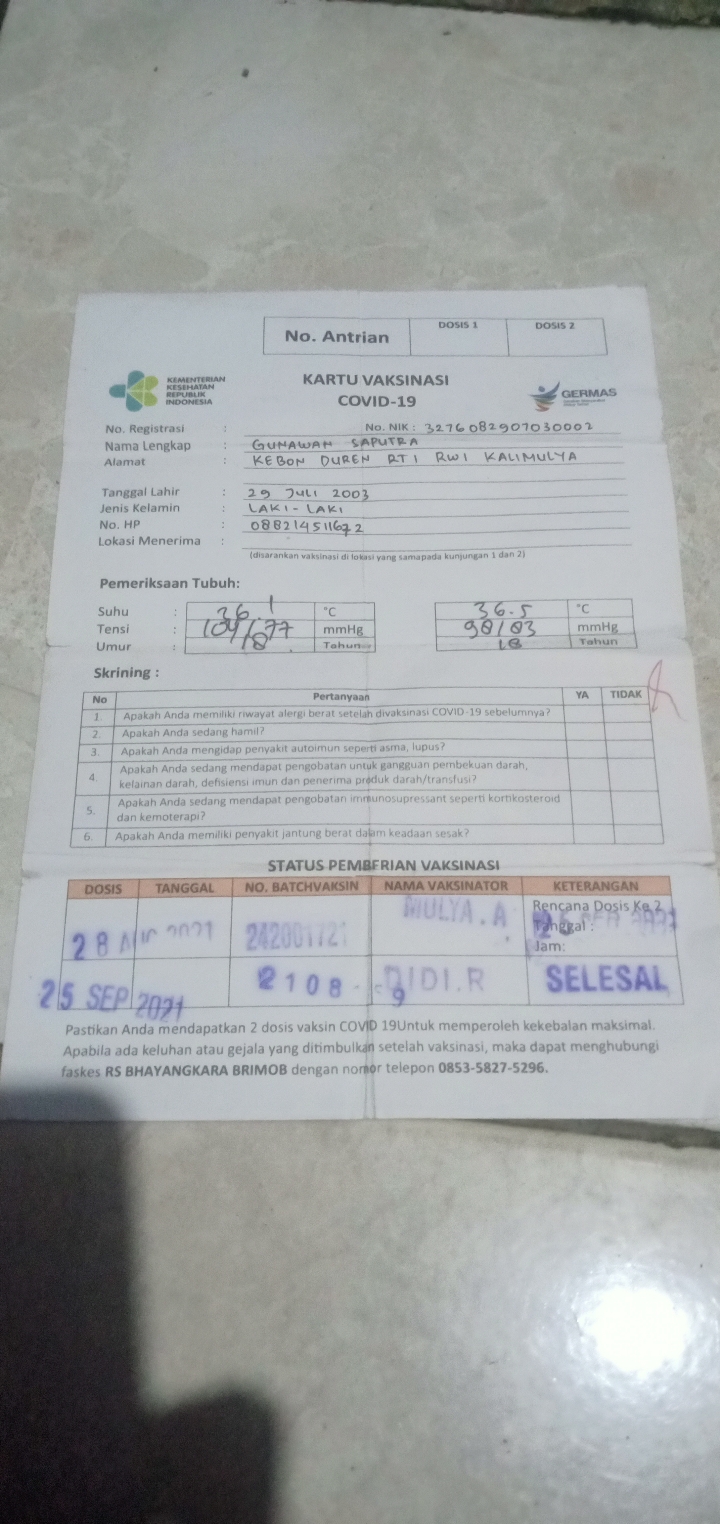 No. Antrian DOSIS 1 DOSIS 2
KEMENTERIAN
KESEHATAN
REPUBLIK
INDONESIA
KARTU VAKSINASI
COVID-19
GERMAS
No. Registrasi : No. NIK : 3276082907030002
Nama Lengkap : GUNAWAN SAPUTRA
Alamat : KEBON DUREN RT1 RW1 KALIMULYA
Tanggal Lahir : 29 JULI 2003
Jenis Kelamin : LAKI-LAKI
No. HP : 088214511672
Lokasi Menerima :
(disarankan vaksinasi di lokasi yang samapada kunjungan 1 dan 2)
Pemeriksaan Tubuh:
Suhu : 36.1 °C 36.5 °C
Tensi : 104/77 mmHg 98/83 mmHg
Umur : 18 Tahun 18 Tahun
Skrining :
No Pertanyaan YA TIDAK
1. Apakah Anda memiliki riwayat alergi berat setelah divaksinasi COVID-19 sebelumnya?
2. Apakah Anda sedang hamil?
3. Apakah Anda mengidap penyakit autoimun seperti asma, lupus?
4. Apakah Anda sedang mendapat pengobatan untuk gangguan pembekuan darah,
kelainan darah, defisiensi imun dan penerima produk darah/transfusi?
5. Apakah Anda sedang mendapat pengobatan immunosupressant seperti kortikosteroid
dan kemoterapi?
6. Apakah Anda memiliki penyakit jantung berat dalam keadaan sesak?
STATUS PEMBERIAN VAKSINASI
DOSIS TANGGAL NO. BATCHVAKSIN NAMA VAKSINATOR KETERANGAN
Rencana Dosis Ke 2
Tanggal :
Jam:
28 2021 MULYA.A
25 SEP 2021 2108 DIDI.R SELESAI
Pastikan Anda mendapatkan 2 dosis vaksin COVID 19Untuk memperoleh kekebalan maksimal.
Apabila ada keluhan atau gejala yang ditimbulkan setelah vaksinasi, maka dapat menghubungi
faskes RS BHAYANGKARA BRIMOB dengan nomor telepon 0853-5827-5296.